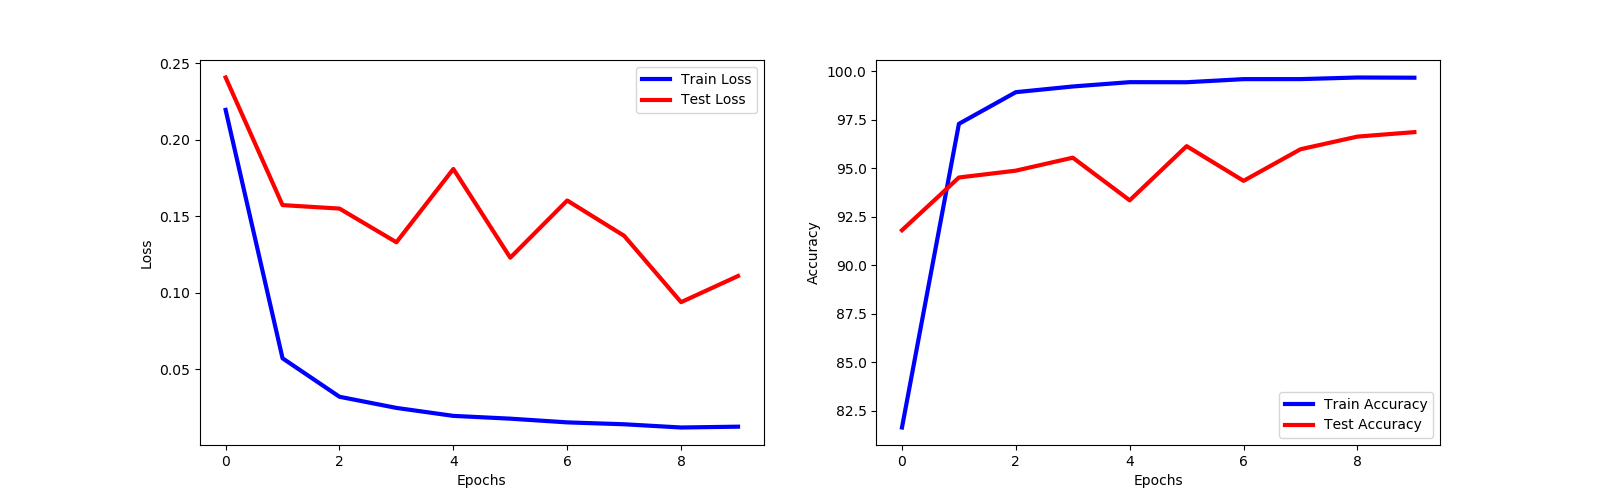 0.25
0.20
0.15
0.10
0.05
Loss
0 2 4 6 8
Epochs
Train Loss
Test Loss
100.0
97.5
95.0
92.5
90.0
87.5
85.0
82.5
Accuracy
0 2 4 6 8
Epochs
Train Accuracy
Test Accuracy